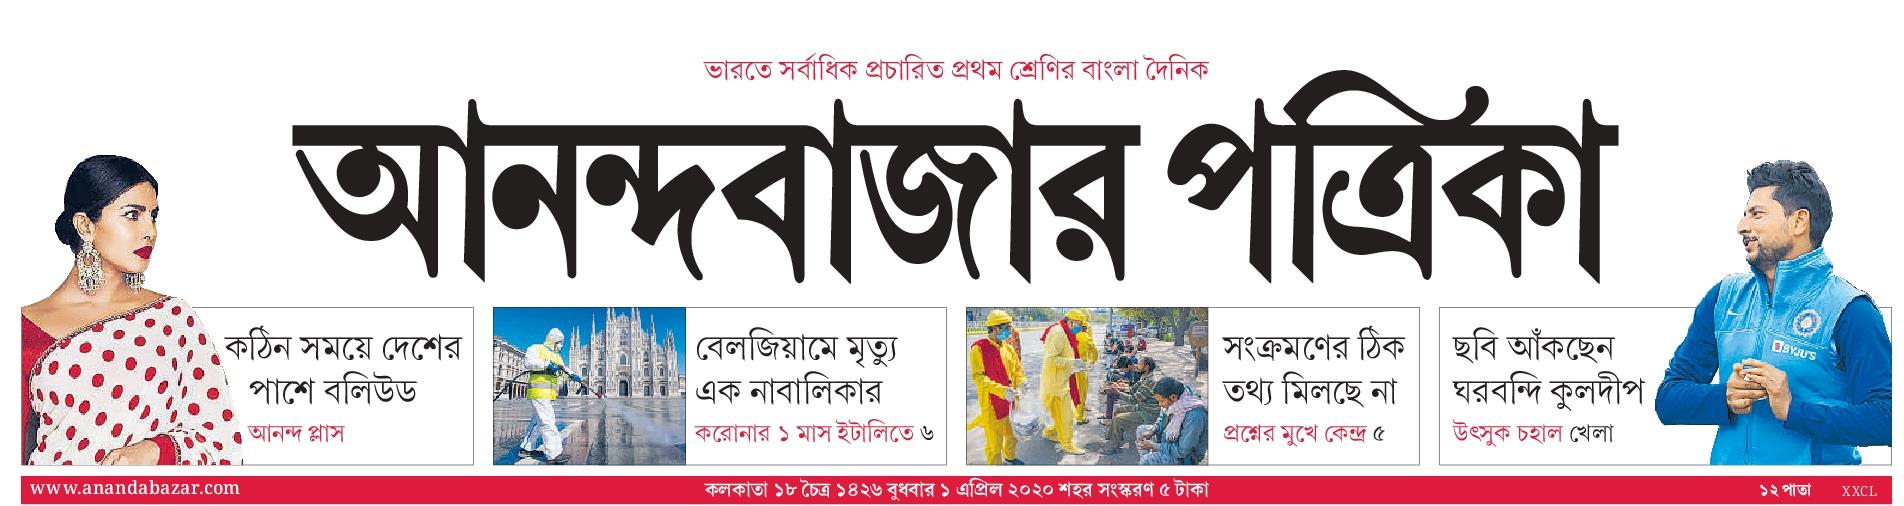 ভারতে সর্বাধিক প্রচারিত প্রথম শ্রেণির বাংলা দৈনিক
আনন্দবাজার পত্রিকা
কঠিন সময়ে দেশের
পাশে বলিউড
আনন্দ প্লাস
বেলজিয়ামে মৃত্যু
এক নাবালিকার
করোনার ১ মাস ইটালিতে ৬
সংক্রমণের ঠিক
তথ্য মিলছে না
প্রশ্নের মুখে কেন্দ্র ৫
ছবি আঁকছেন
ঘরবন্দি কুলদীপ
উৎসুক চহাল খেলা
BYJU'S
www.anandabazar.com
কলকাতা ১৮ চৈত্র ১৪২৬ বুধবার ১ এপ্রিল ২০২০ শহর সংস্করণ ৫ টাকা
১২ পাতা
XXCL